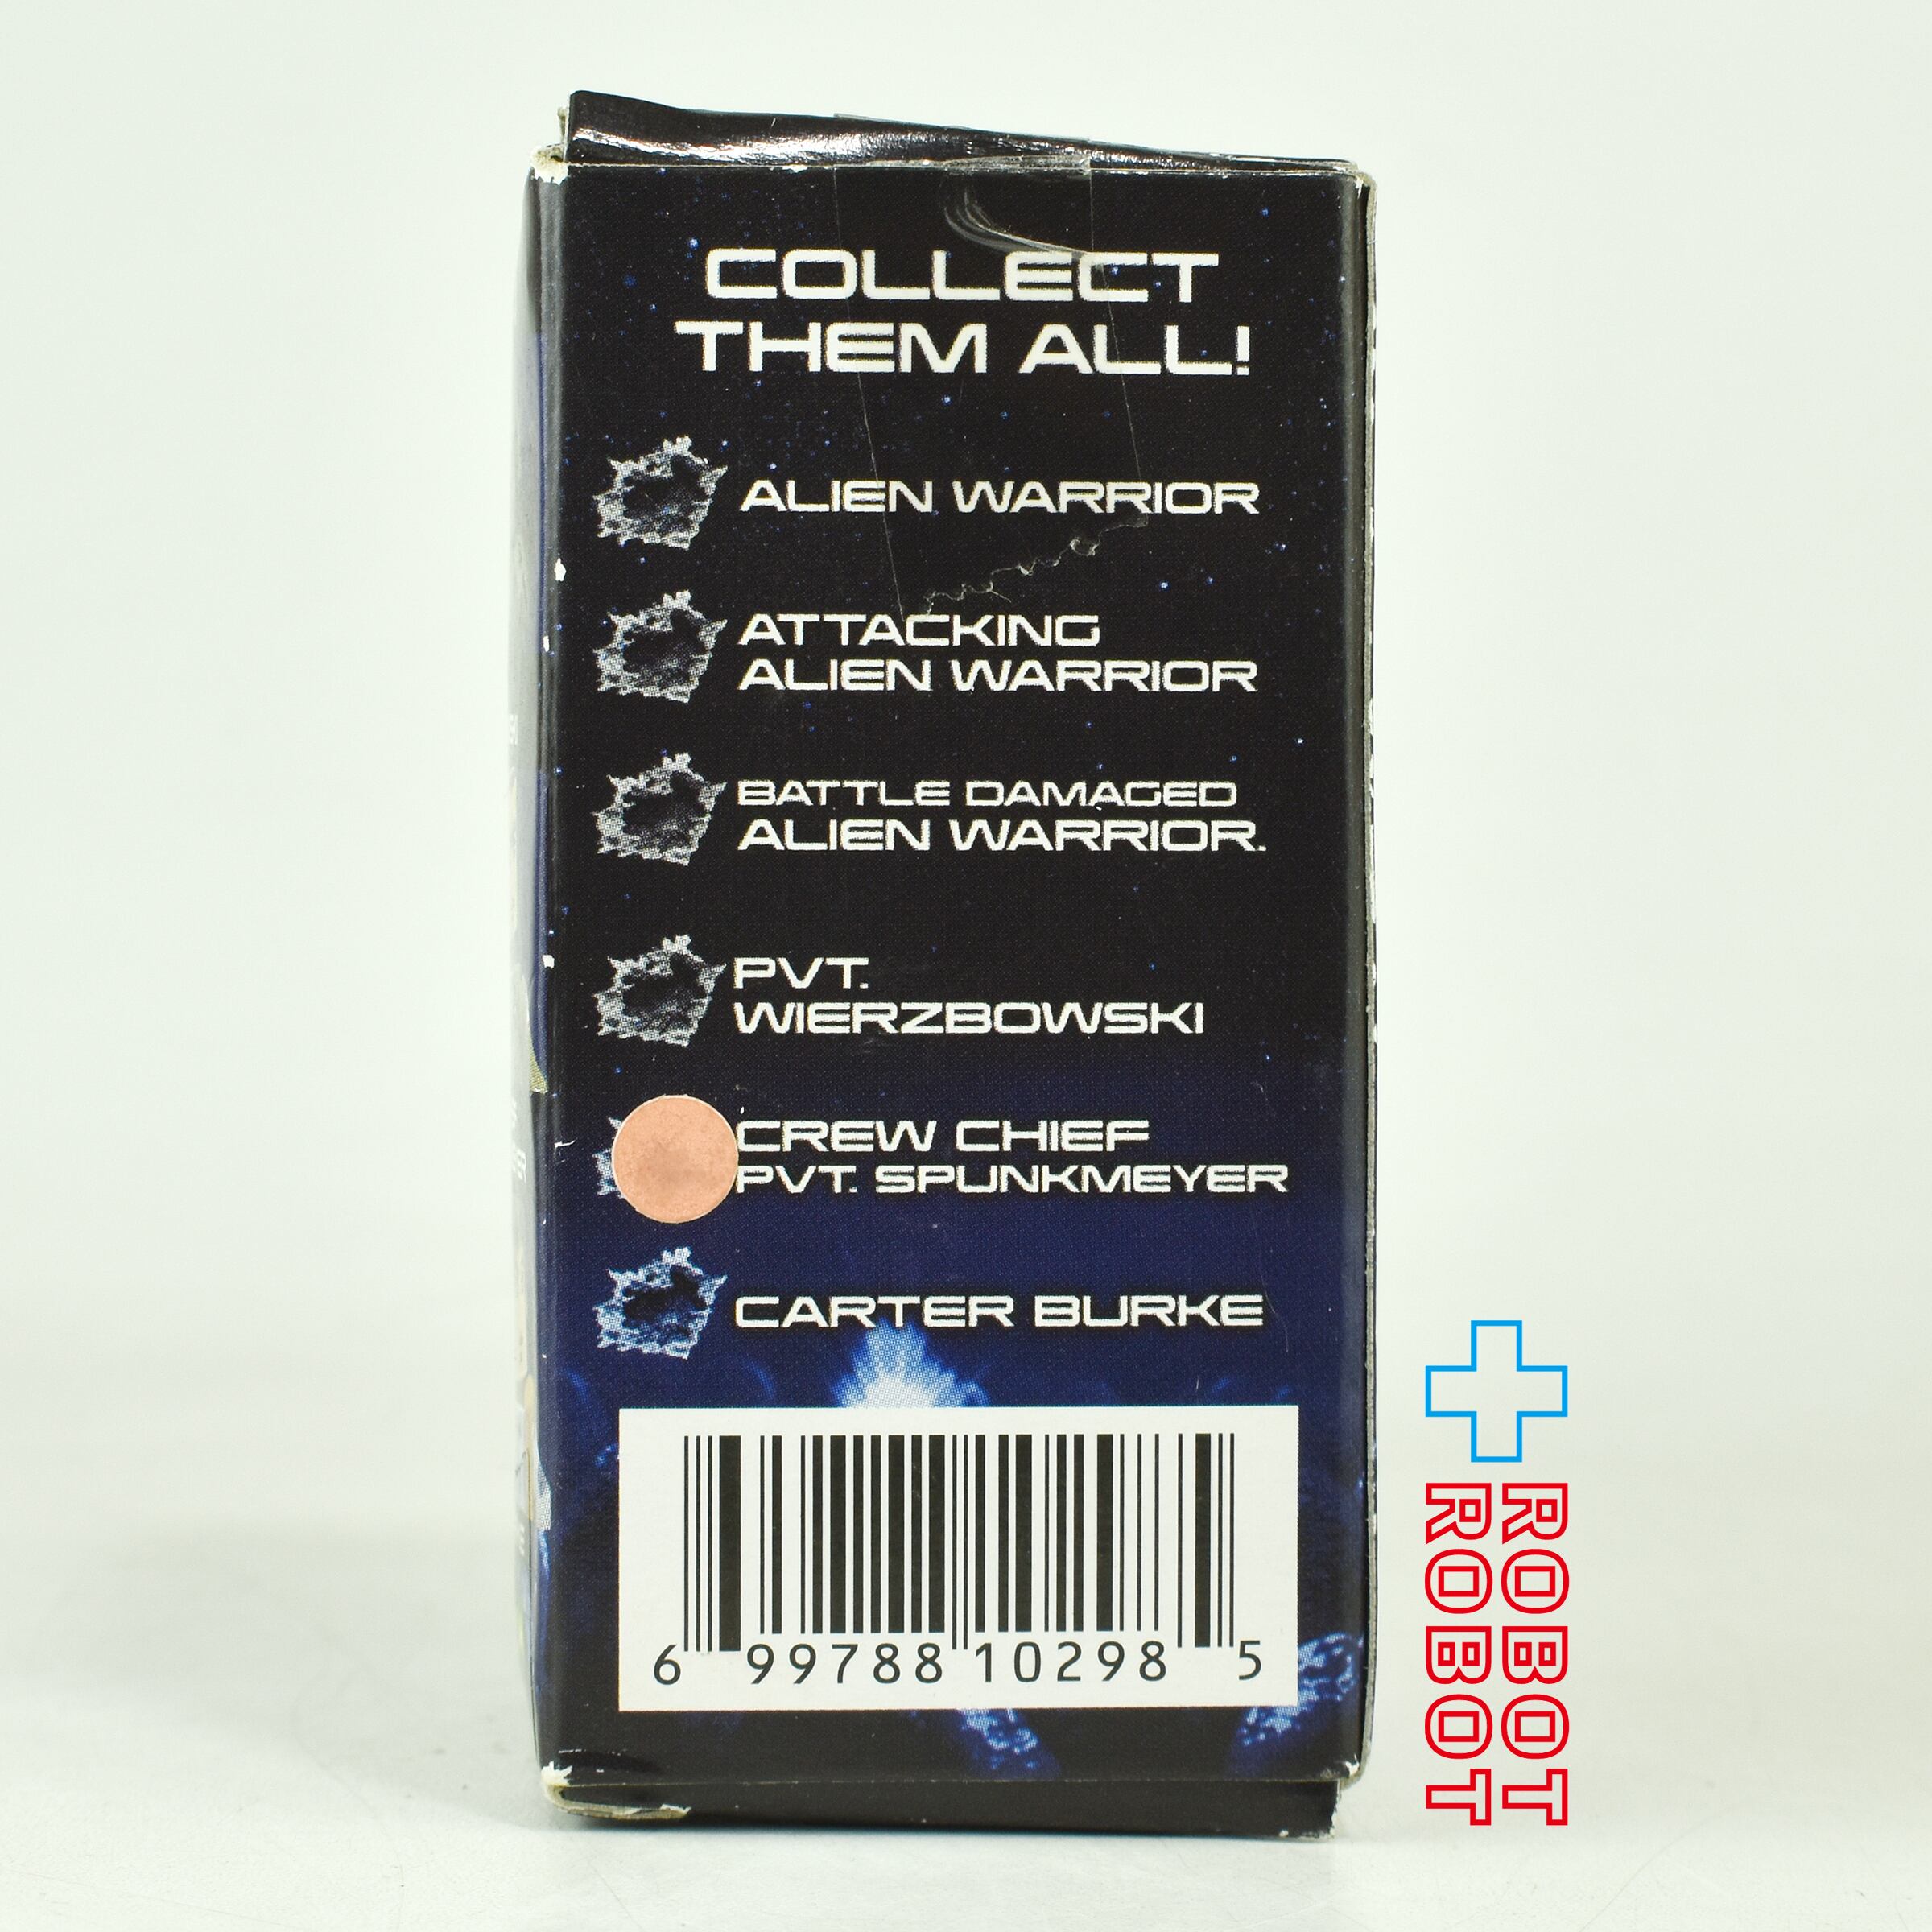 COLLECT
THEM ALL!
ALIEN WARRIOR
ATTACKING
ALIEN WARRIOR
BATTLE DAMAGED
ALIEN WARRIOR.
PVT.
WIERZBOWSKI
CREW CHIEF
PVT. SPUNKMEYER
CARTER BURKE
6 99788 10298 5
ROBOT
ROBOT